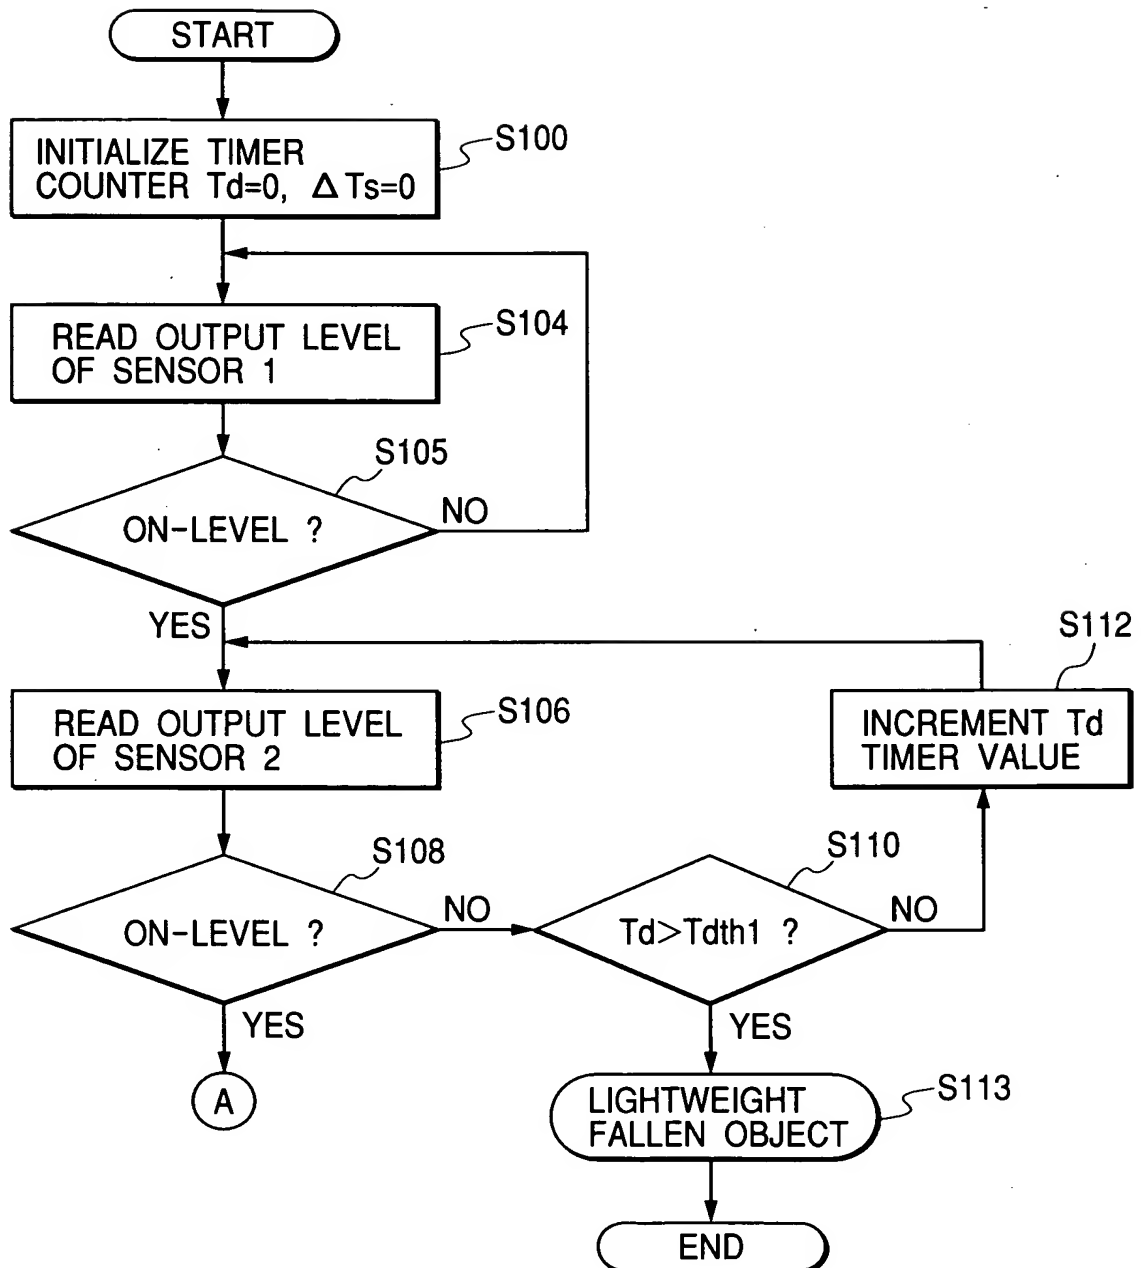 START
INITIALIZE TIMER
COUNTER Td=0, Δ Ts=0
S100
READ OUTPUT LEVEL
OF SENSOR 1
S104
ON-LEVEL ?
S105
NO
YES
READ OUTPUT LEVEL
OF SENSOR 2
S106
INCREMENT Td
TIMER VALUE
S112
ON-LEVEL ?
S108
NO
Td>Tdth1 ?
S110
NO
YES
A
YES
LIGHTWEIGHT
FALLEN OBJECT
S113
END